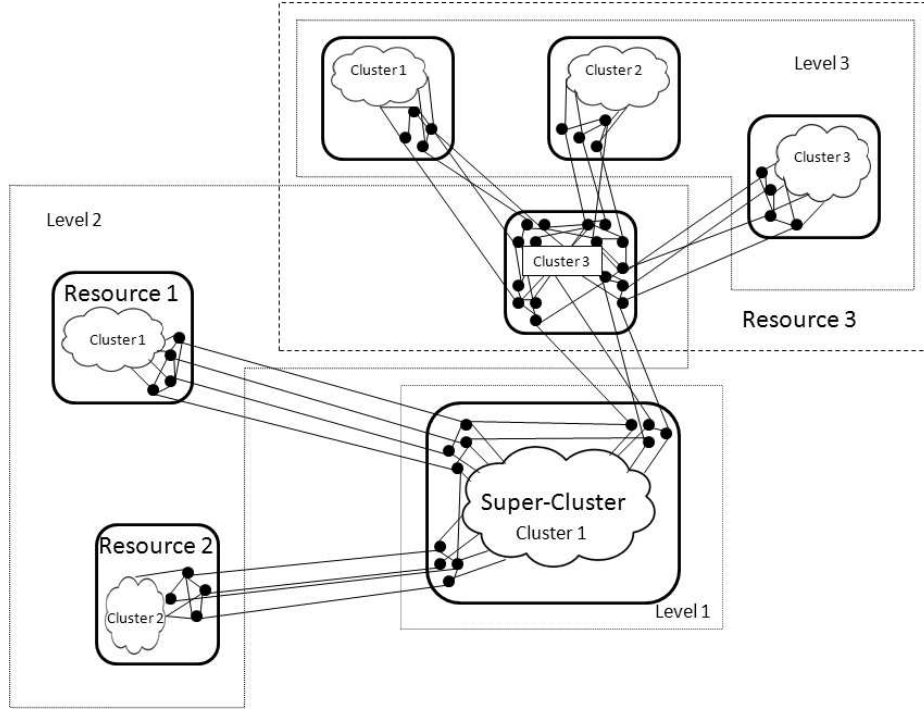 Cluster 1
Cluster 2
Level 3
Cluster 3
Level 2
Cluster 3
Resource 1
Resource 3
Cluster 1
Super-Cluster
Cluster 1
Resource 2
Level 1
Cluster 2